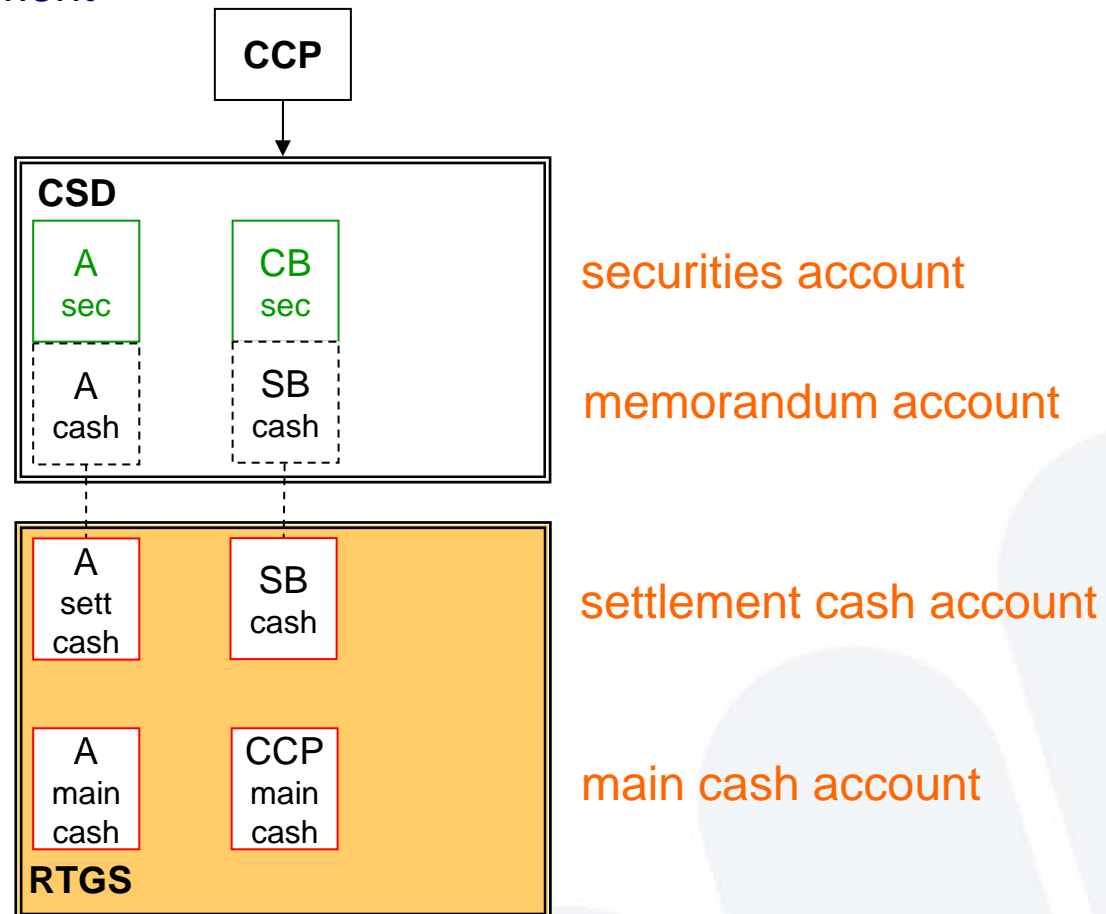 CCP
CSD
A
sec
CB
sec
securities account
A
cash
SB
cash
memorandum account
A
sett
cash
SB
cash
settlement cash account
A
main
cash
CCP
main
cash
main cash account
RTGS